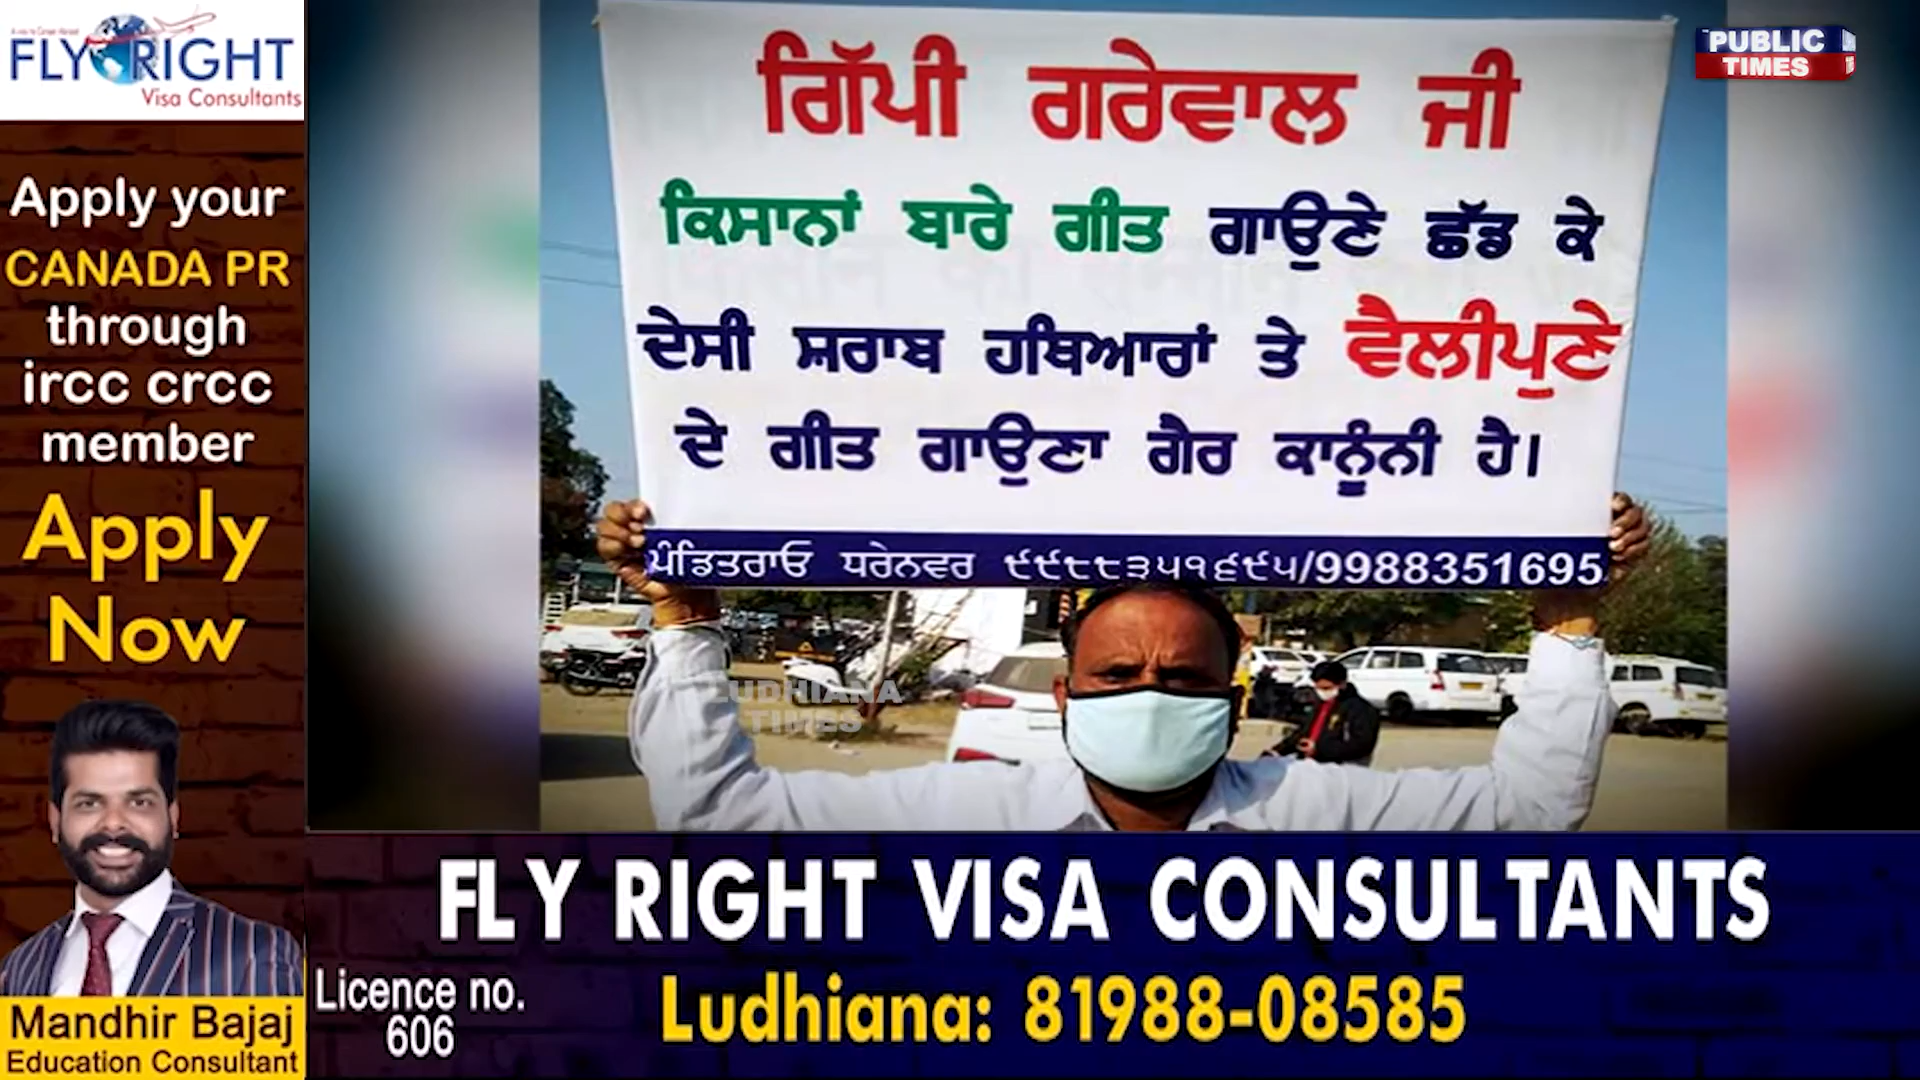 FLY RIGHT
Visa Consultants
Apply your
CANADA PR
through
ircc crcc
member
Apply
Now
Mandhir Bajaj
Education Consultant
PUBLIC
TIMES
ਗਿੱਪੀ ਗਰੇਵਾਲ ਜੀ
ਕਿਸਾਨਾਂ ਬਾਰੇ ਗੀਤ ਗਾਉਣੇ ਛੱਡ ਕੇ
ਦੇਸੀ ਸ਼ਰਾਬ ਹਥਿਆਰਾਂ ਤੇ ਵੈਲੀਪੁਣੇ
ਦੇ ਗੀਤ ਗਾਉਣਾ ਗੈਰ ਕਾਨੂੰਨੀ ਹੈ।
ਪੰਡਿਤਰਾਓ ਧਰੇਨਵਰ ੯੯੮੮੩੫੧੬੯੫/9988351695
LUDHIANA
TIMES
FLY RIGHT VISA CONSULTANTS
Licence no.
606
Ludhiana: 81988-08585